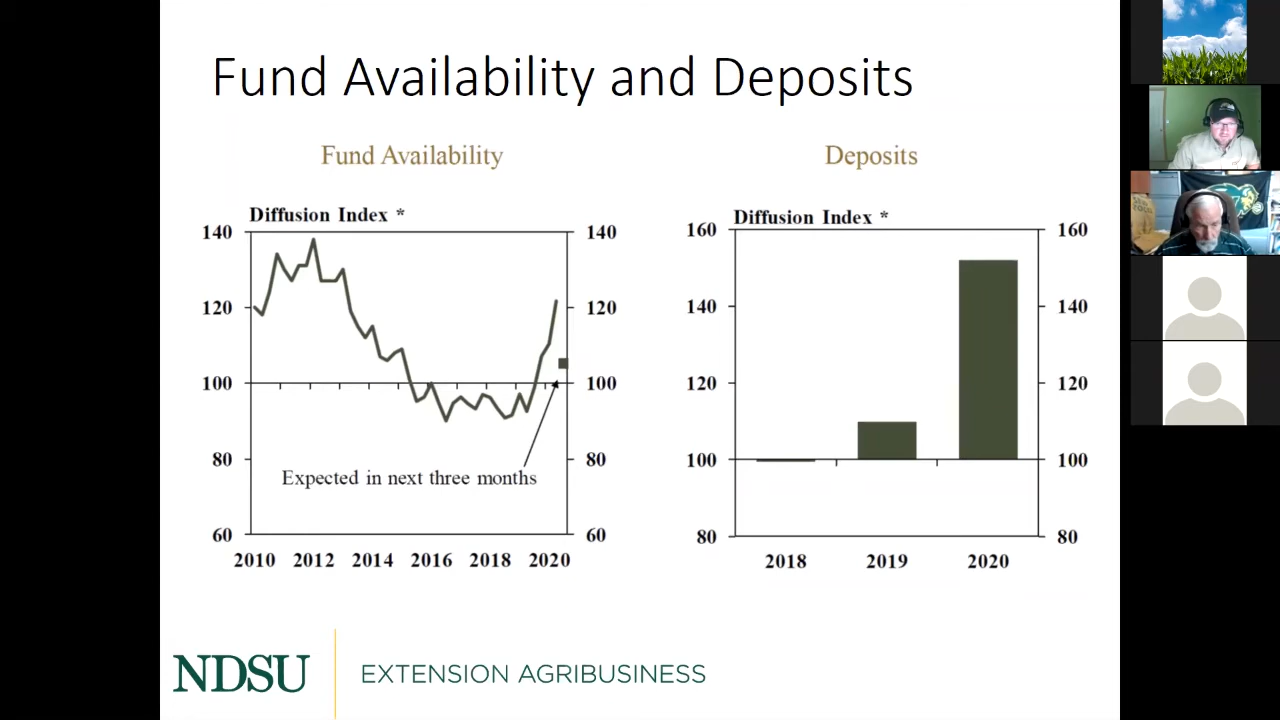 Fund Availability and Deposits
Fund Availability
Diffusion Index *
140
120
100
80
60
140
120
100
80
60
Expected in next three months
2010 2012 2014 2016 2018 2020
Deposits
Diffusion Index *
160
140
120
100
80
160
140
120
100
80
2018 2019 2020
NDSU EXTENSION AGRIBUSINESS